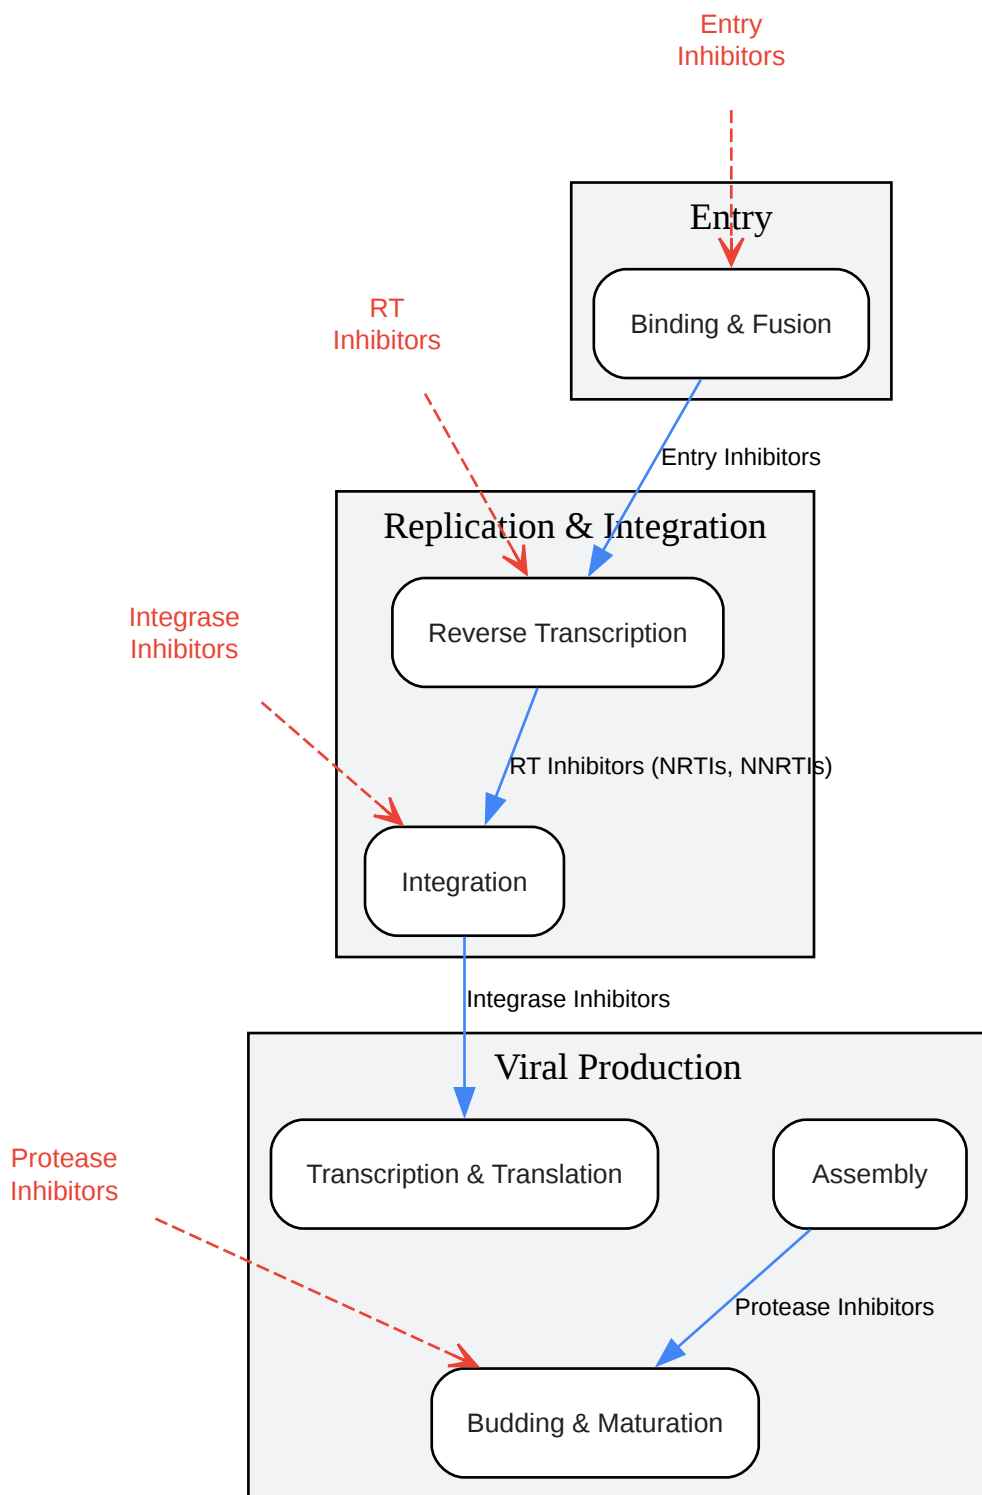 Entry
Inhibitors
Entry
Binding & Fusion
RT
Inhibitors
Entry Inhibitors
Replication & Integration
Reverse Transcription
Integrase
Inhibitors
RT Inhibitors (NRTIs, NNRTIs)
Integration
Integrase Inhibitors
Viral Production
Transcription & Translation
Assembly
Protease
Inhibitors
Protease Inhibitors
Budding & Maturation